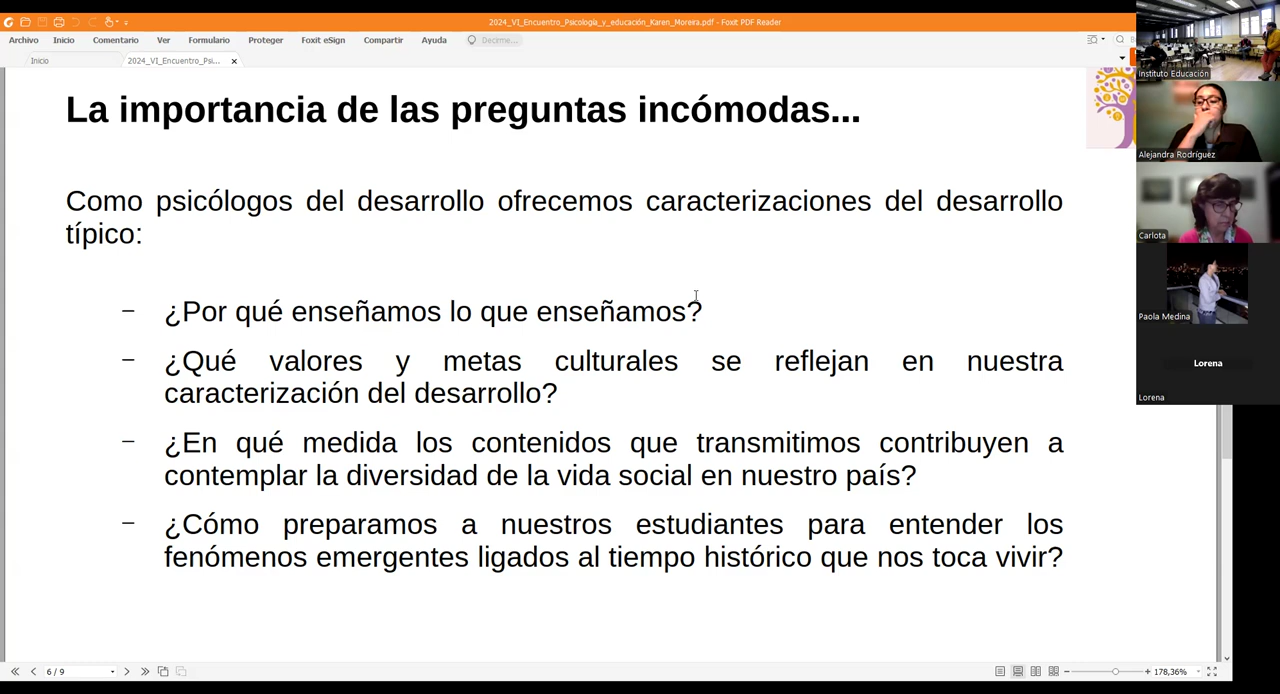 2024_VI_Encuentro_Psicología_y_educación_Karen_Moreira.pdf - Foxit PDF Reader
Archivo Inicio Comentario Ver Formulario Proteger Foxit eSign Compartir Ayuda Decirme...
Inicio 2024_VI_Encuentro_Psi...
La importancia de las preguntas incómodas...
Como psicólogos del desarrollo ofrecemos caracterizaciones del desarrollo
típico:
– ¿Por qué enseñamos lo que enseñamos?
– ¿Qué valores y metas culturales se reflejan en nuestra
caracterización del desarrollo?
– ¿En qué medida los contenidos que transmitimos contribuyen a
contemplar la diversidad de la vida social en nuestro país?
– ¿Cómo preparamos a nuestros estudiantes para entender los
fenómenos emergentes ligados al tiempo histórico que nos toca vivir?
6 / 9
178,36%
Instituto Educación
Alejandra Rodríguez
Carlota
Paola Medina
Lorena
Lorena